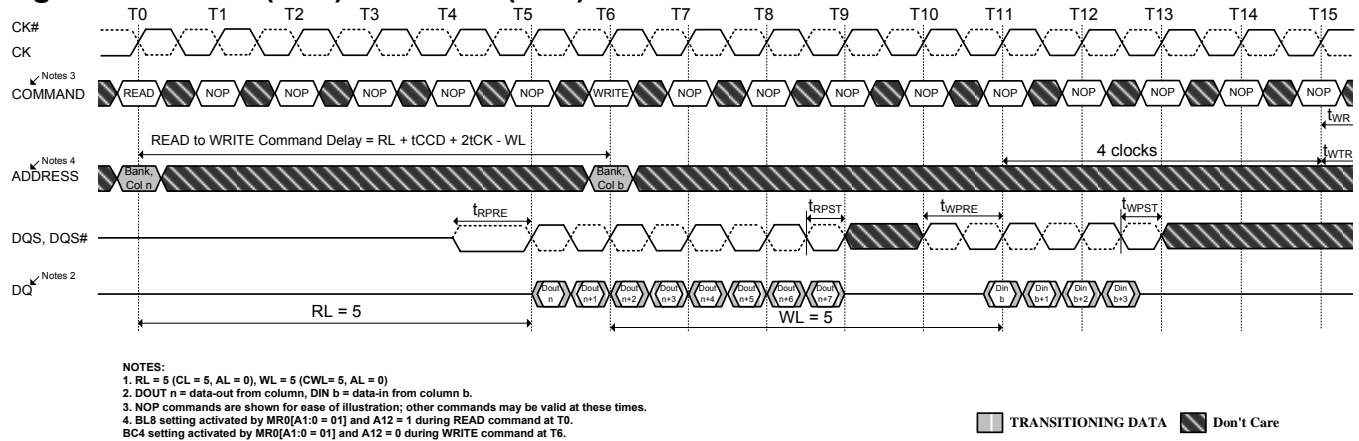 T0 T1 T2 T3 T4 T5 T6 T7 T8 T9 T10 T11 T12 T13 T14 T15
CK#
CK
Notes 3
COMMAND
READ NOP NOP NOP NOP NOP WRITE NOP NOP NOP NOP NOP NOP NOP NOP NOP
tWR
READ to WRITE Command Delay = RL + tCCD + 2tCK - WL
4 clocks
tWTR
Notes 4
ADDRESS
Bank, Col n
Bank, Col b
tRPRE
tRPST
tWPRE
tWPST
DQS, DQS#
Notes 2
DQ
Dout n
Dout n+1
Dout n+2
Dout n+3
Dout n+4
Dout n+5
Dout n+6
Dout n+7
Din b
Din b+1
Din b+2
Din b+3
RL = 5
WL = 5
NOTES:
1. RL = 5 (CL = 5, AL = 0), WL = 5 (CWL= 5, AL = 0)
2. DOUT n = data-out from column, DIN b = data-in from column b.
3. NOP commands are shown for ease of illustration; other commands may be valid at these times.
4. BL8 setting activated by MR0[A1:0 = 01] and A12 = 1 during READ command at T0.
BC4 setting activated by MR0[A1:0 = 01] and A12 = 0 during WRITE command at T6.
TRANSITIONING DATA
Don't Care